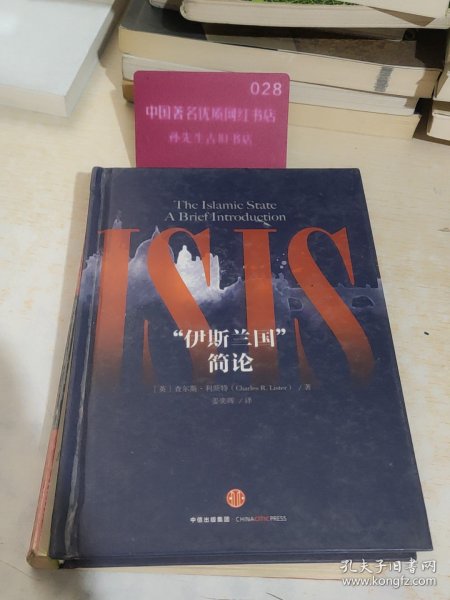 028
中国著名优质网红书店
孙先生古旧书店
The Islamic State
A Brief Introduction
ISIS
“伊斯兰国”
简论
[英]查尔斯·利斯特(Charles R. Lister)/著
姜奕晖/译
中信出版集团 CHINACITICPRESS
孔夫子旧书网
www.kongfz.com